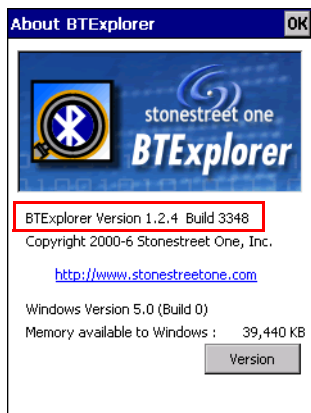 About BTExplorer OK
stonestreet one
BTExplorer
BTExplorer Version 1.2.4 Build 3348
Copyright 2000-6 Stonestreet One, Inc.
http://www.stonestreetone.com
Windows Version 5.0 (Build 0)
Memory available to Windows : 39,440 KB
Version